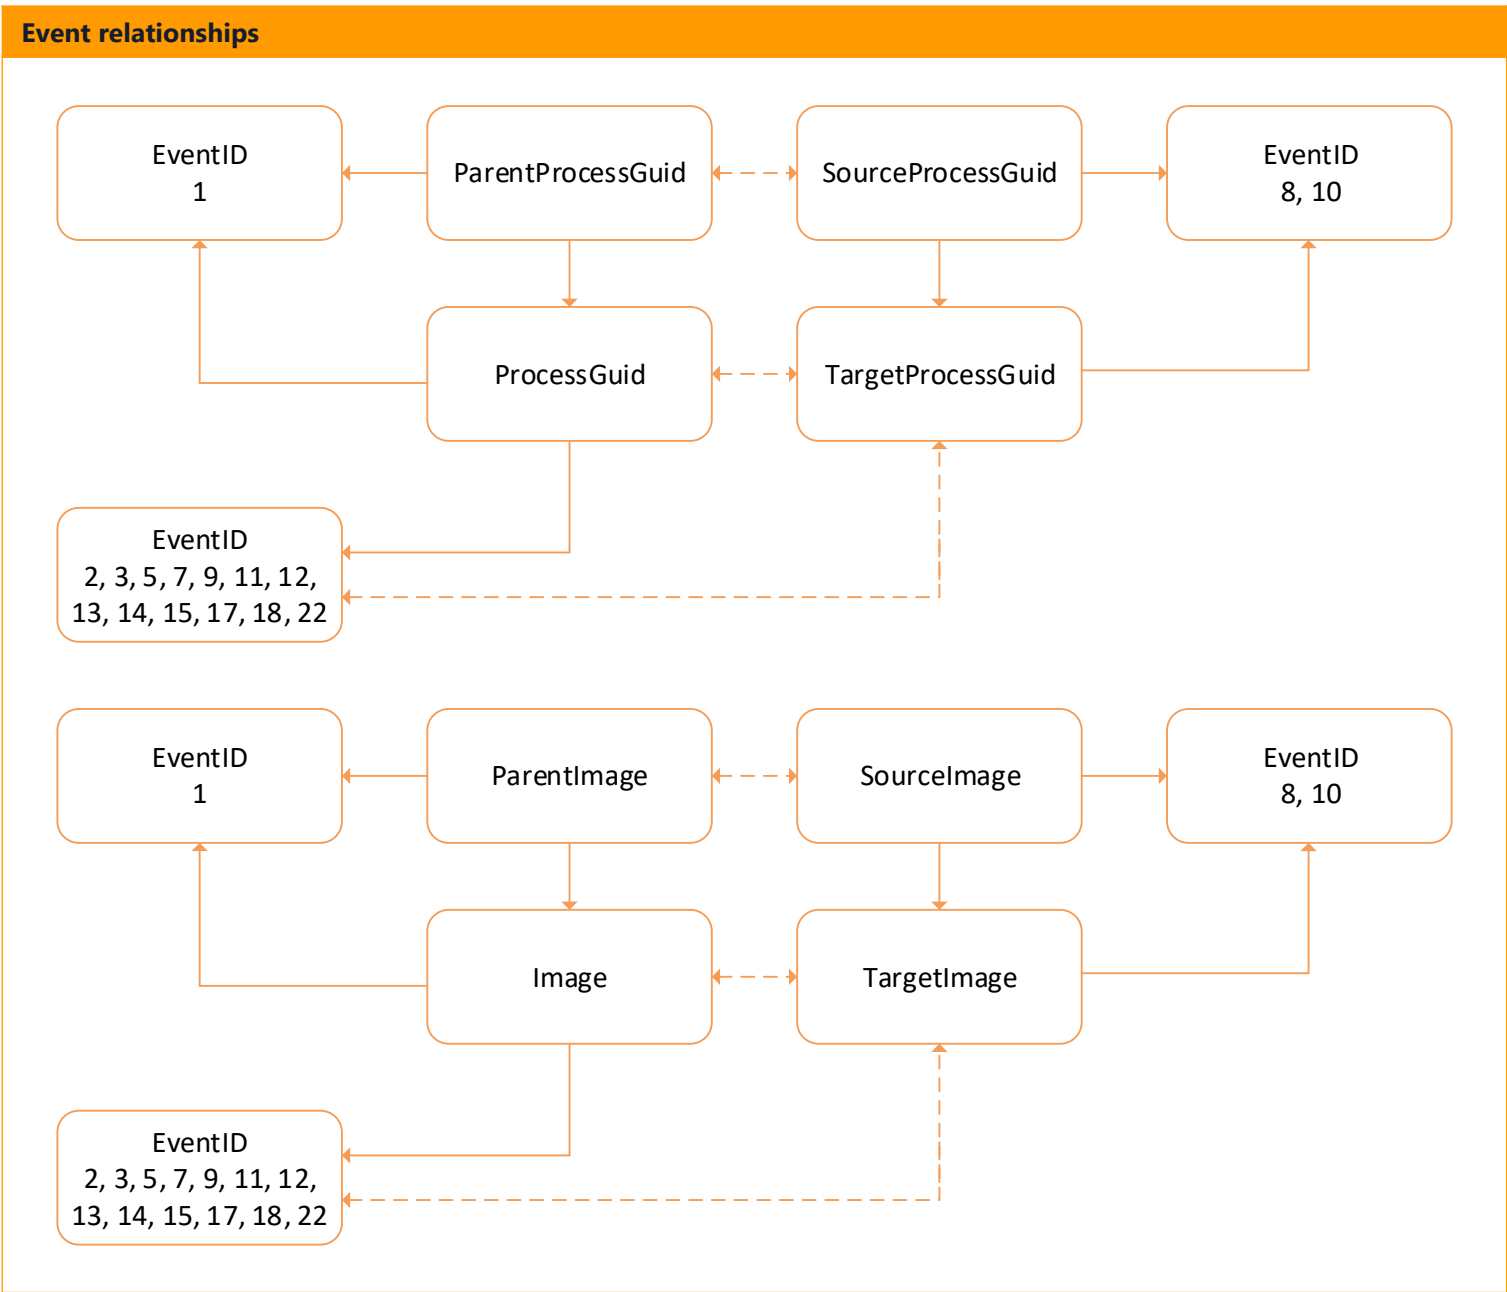 Event relationships
EventID
1
ParentProcessGuid
SourceProcessGuid
EventID
8, 10
ProcessGuid
TargetProcessGuid
EventID
2, 3, 5, 7, 9, 11, 12,
13, 14, 15, 17, 18, 22
EventID
1
ParentImage
SourceImage
EventID
8, 10
Image
TargetImage
EventID
2, 3, 5, 7, 9, 11, 12,
13, 14, 15, 17, 18, 22